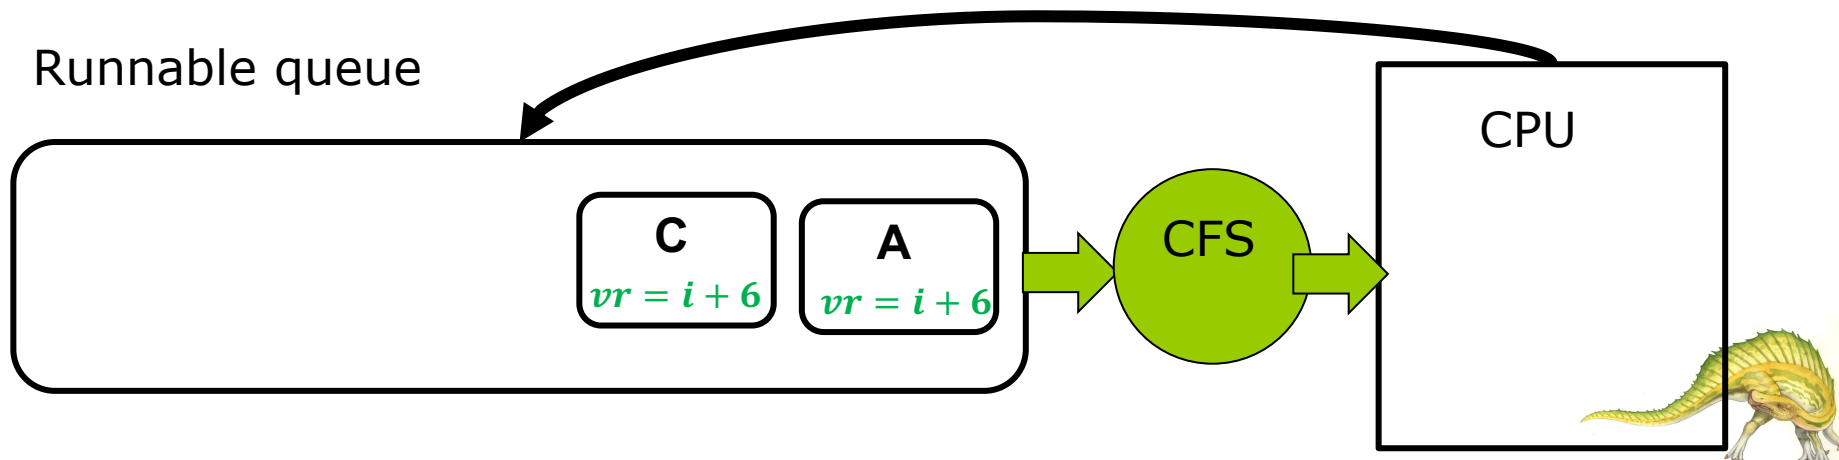 Runnable queue
CPU
C
vr = i + 6
A
vr = i + 6
CFS